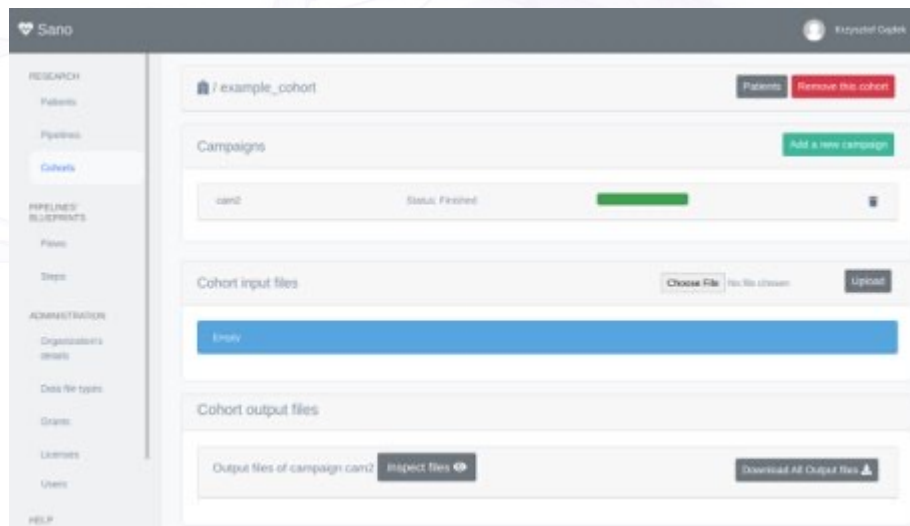 Sano
Krzysztof Gądek
RESEARCH
Patients
Pipelines
Cohorts
PIPELINES'
BLUEPRINTS
Flows
Steps
ADMINISTRATION
Organization's
details
Data file types
Grants
Licenses
Users
HELP
/ example_cohort
Patients
Remove this cohort
Campaigns
Add a new campaign
cam2
Status: Finished
Cohort input files
Choose File No file chosen
Upload
Empty
Cohort output files
Output files of campaign cam2
Inspect files
Download All Output files